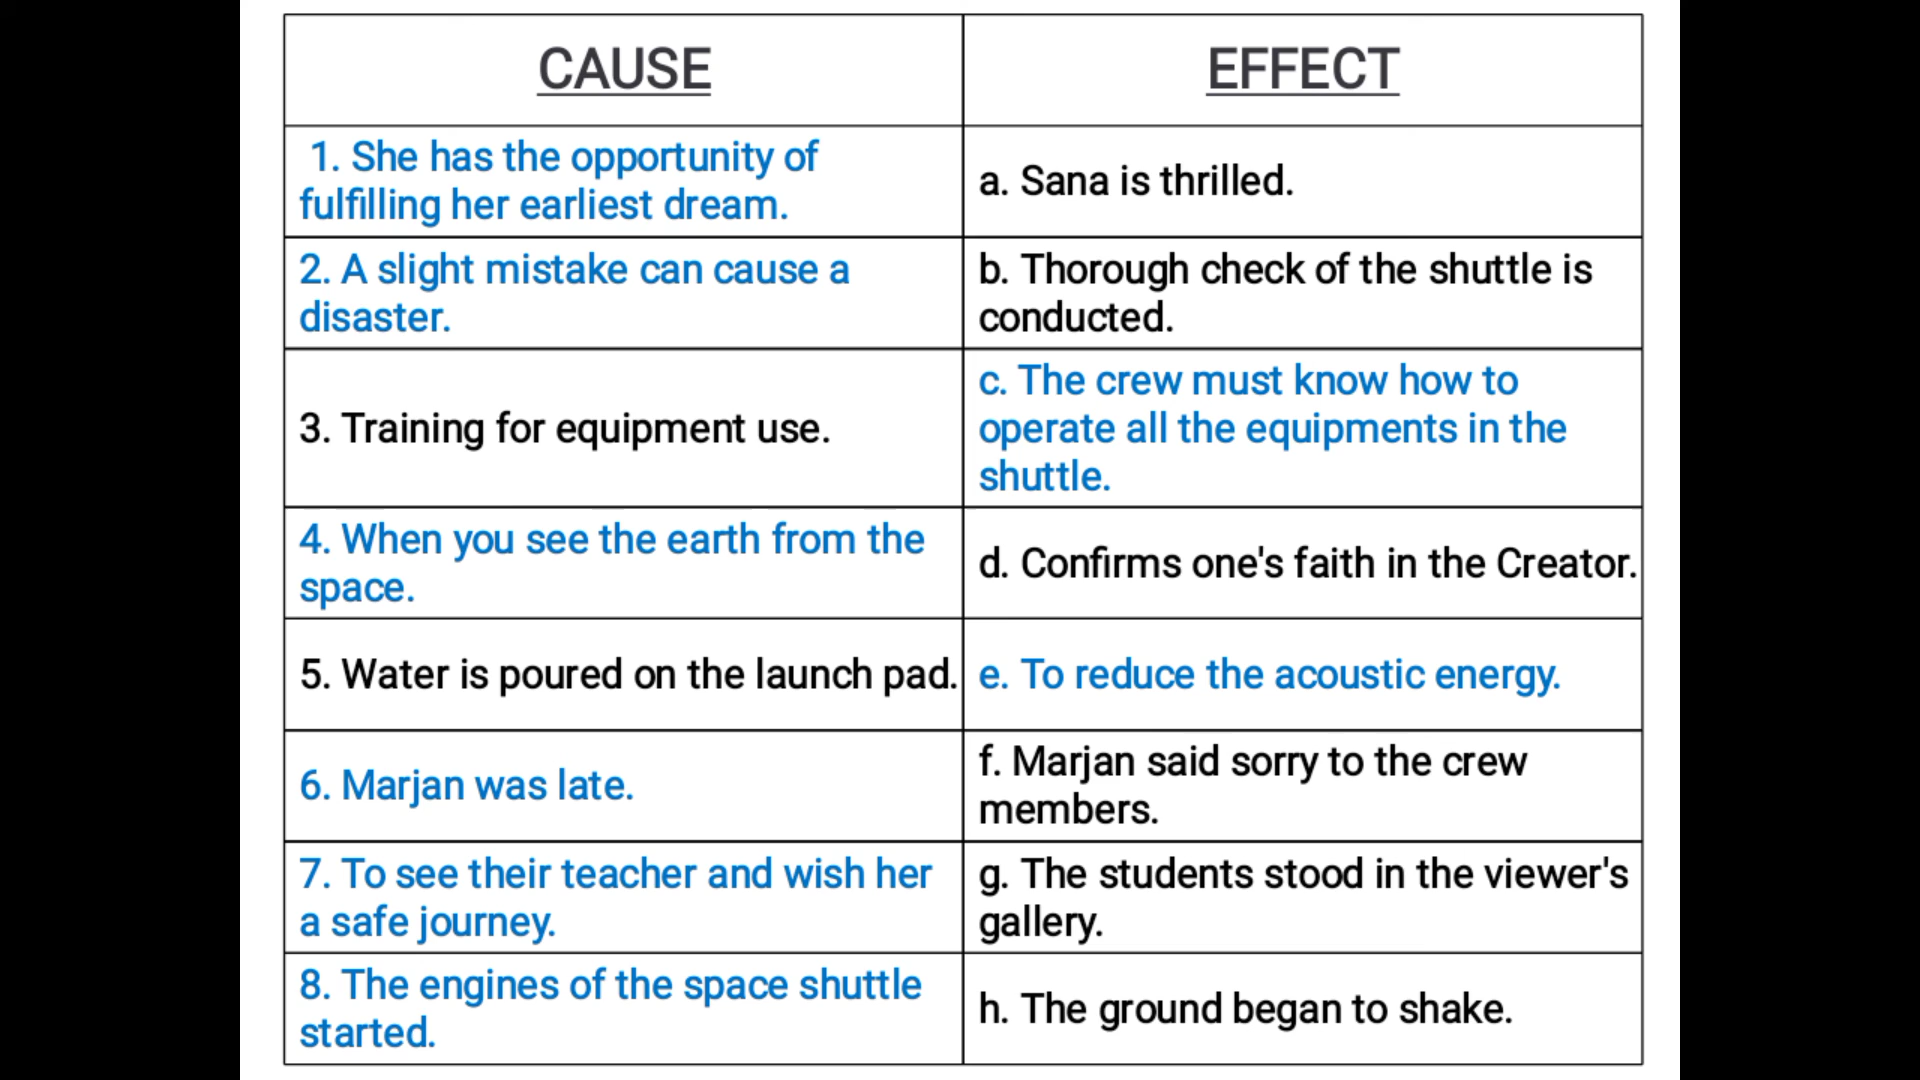 CAUSE
EFFECT
1. She has the opportunity of
fulfilling her earliest dream.
a. Sana is thrilled.
2. A slight mistake can cause a
disaster.
b. Thorough check of the shuttle is
conducted.
3. Training for equipment use.
c. The crew must know how to
operate all the equipments in the
shuttle.
4. When you see the earth from the
space.
d. Confirms one's faith in the Creator.
5. Water is poured on the launch pad.
e. To reduce the acoustic energy.
6. Marjan was late.
f. Marjan said sorry to the crew
members.
7. To see their teacher and wish her
a safe journey.
g. The students stood in the viewer's
gallery.
8. The engines of the space shuttle
started.
h. The ground began to shake.